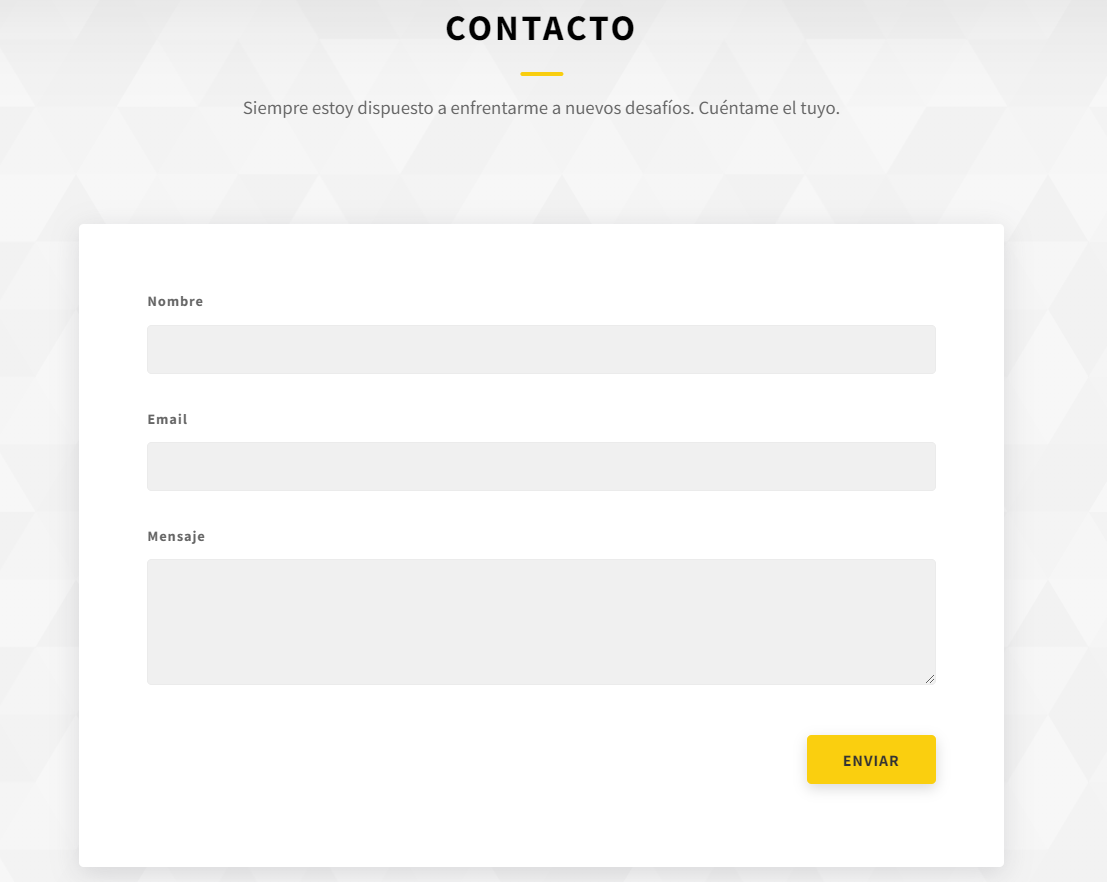 CONTACTO
Siempre estoy dispuesto a enfrentarme a nuevos desafíos. Cuéntame el tuyo.
Nombre
Email
Mensaje
ENVIAR